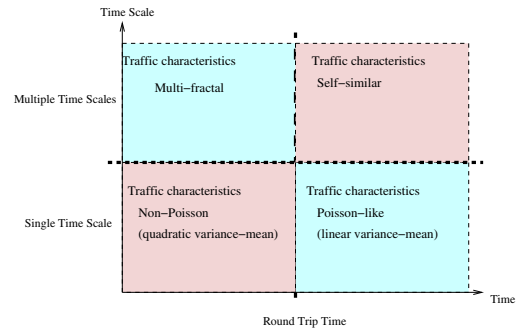 Time Scale
Traffic characteristics
Multi−fractal
Traffic characteristics
Self−similar
Multiple Time Scales
Traffic characteristics
Non−Poisson
(quadratic variance−mean)
Traffic characteristics
Poisson−like
(linear variance−mean)
Single Time Scale
Time
Round Trip Time